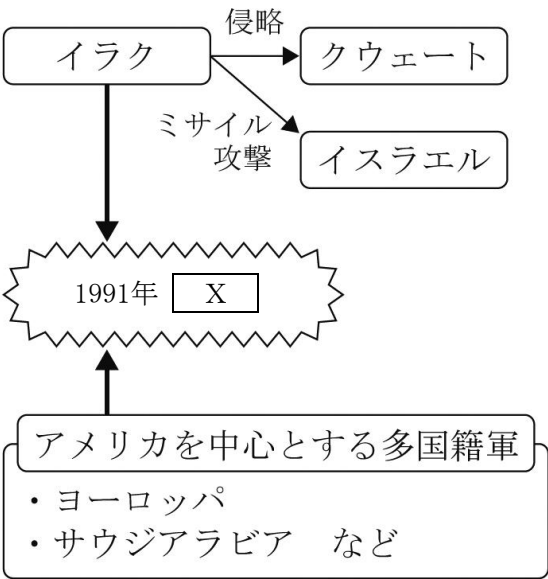 侵略
イラク
クウェート
ミサイル
攻撃
イスラエル
1991年 X
アメリカを中心とする多国籍軍
・ヨーロッパ
・サウジアラビア など